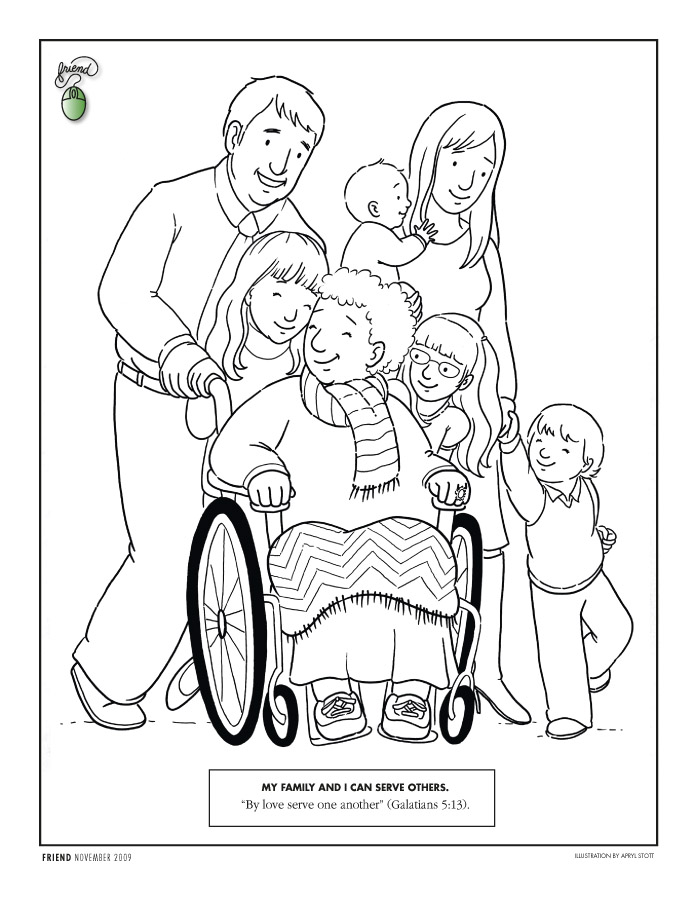 friend
MY FAMILY AND I CAN SERVE OTHERS.
“By love serve one another” (Galatians 5:13).
FRIEND NOVEMBER 2009
ILLUSTRATION BY APRYL STOTT